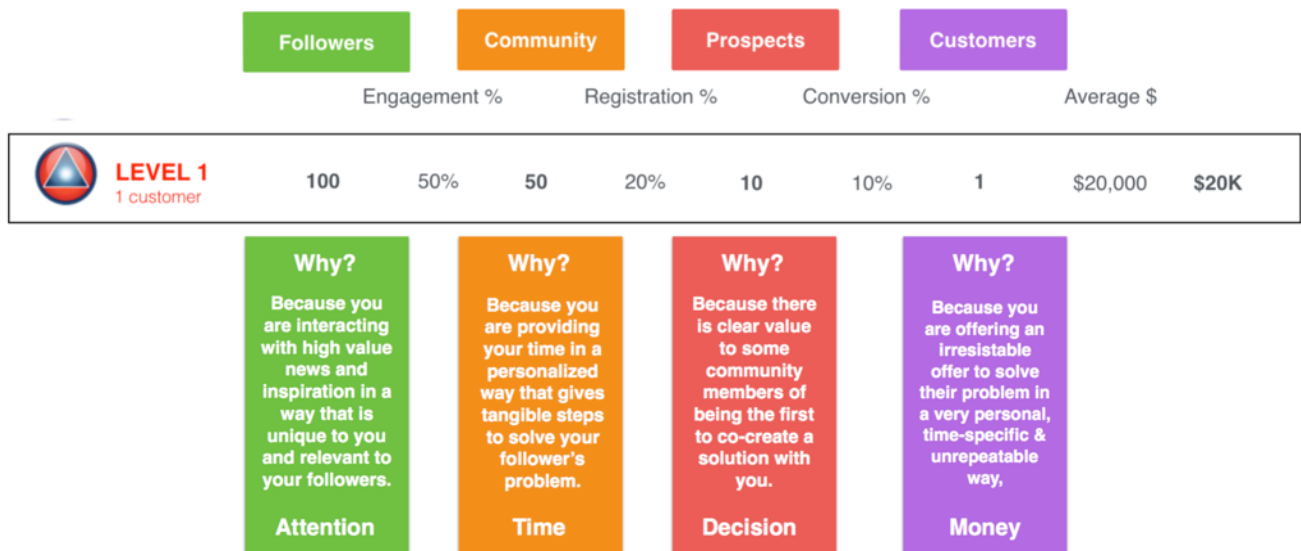 Followers
Community
Prospects
Customers
Engagement %
Registration %
Conversion %
Average $
LEVEL 1
1 customer
100
50%
50
20%
10
10%
1
$20,000
$20K
Why?
Because you
are interacting
with high value
news and
inspiration in a
way that is
unique to you
and relevant to
your followers.
Attention
Why?
Because you
are providing
your time in a
personalized
way that gives
tangible steps
to solve your
follower's
problem.
Time
Why?
Because there
is clear value
to some
community
members of
being the first
to co-create a
solution with
you.
Decision
Why?
Because you
are offering an
irresistable
offer to solve
their problem in
a very personal,
time-specific &
unrepeatable
way,
Money